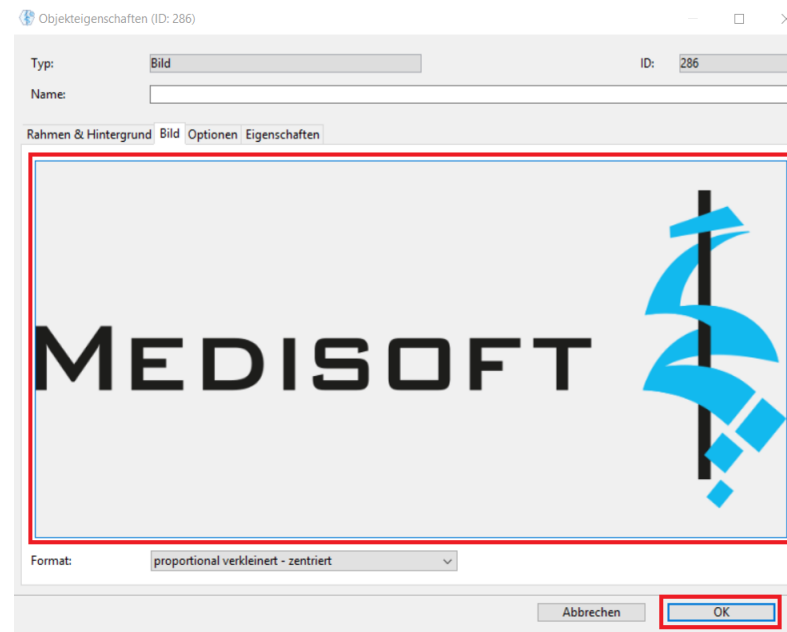 Objekteigenschaften (ID: 286)
Typ: Bild ID: 286
Name:
Rahmen & Hintergrund Bild Optionen Eigenschaften
MEDISOFT
Format: proportional verkleinert - zentriert
Abbrechen OK